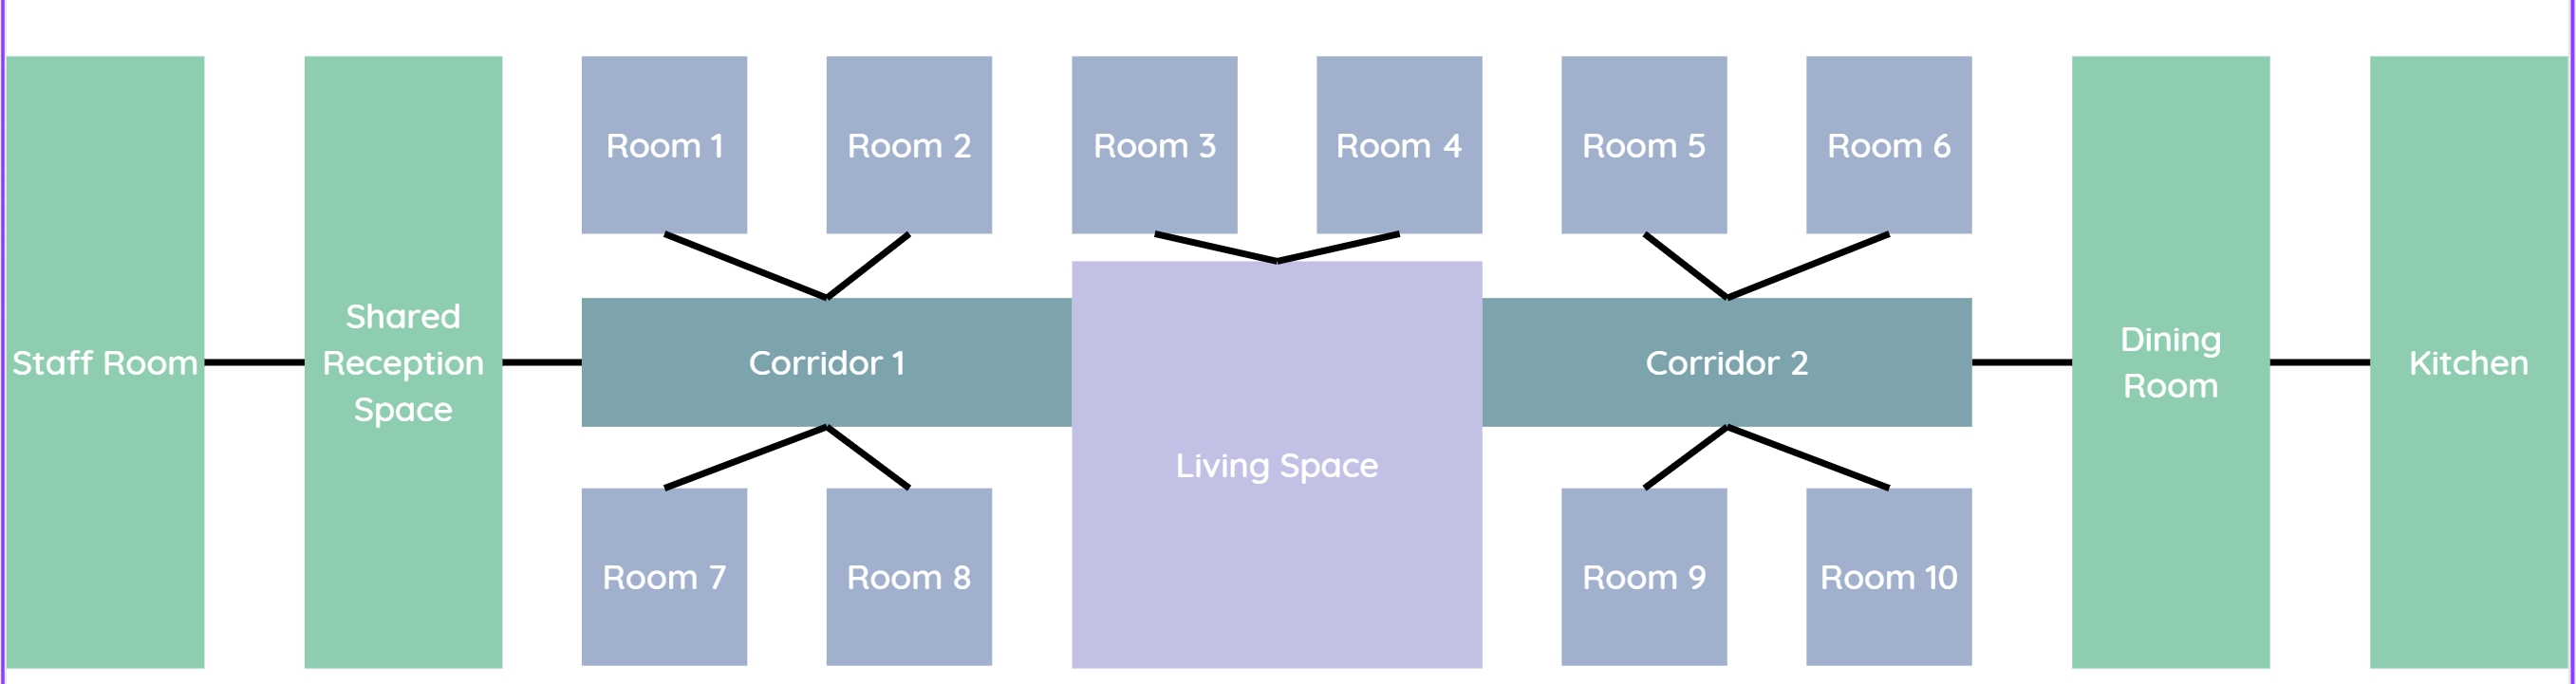 Room 1
Room 2
Room 3
Room 4
Room 5
Room 6
Staff Room
Shared
Reception
Space
Corridor 1
Living Space
Corridor 2
Dining
Room
Kitchen
Room 7
Room 8
Room 9
Room 10